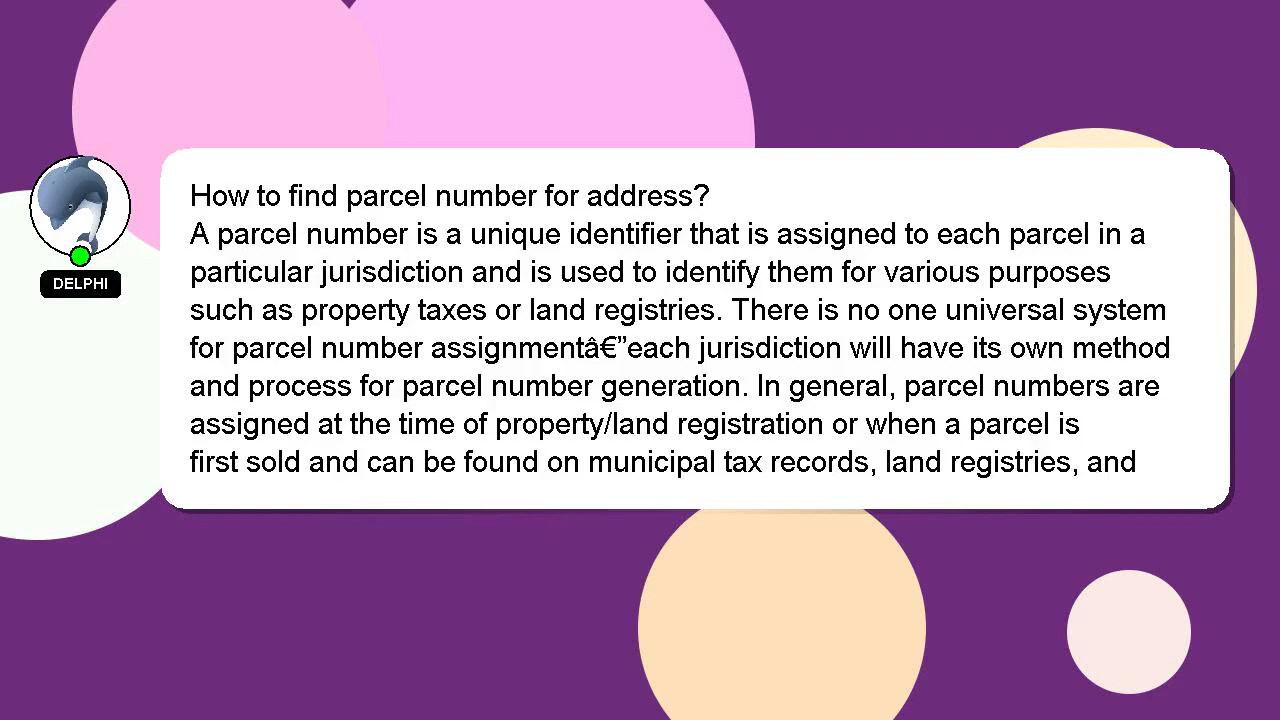 How to find parcel number for address?
A parcel number is a unique identifier that is assigned to each parcel in a
particular jurisdiction and is used to identify them for various purposes
such as property taxes or land registries. There is no one universal system
for parcel number assignmentâ€”each jurisdiction will have its own method
and process for parcel number generation. In general, parcel numbers are
assigned at the time of property/land registration or when a parcel is
first sold and can be found on municipal tax records, land registries, and
DELPHI